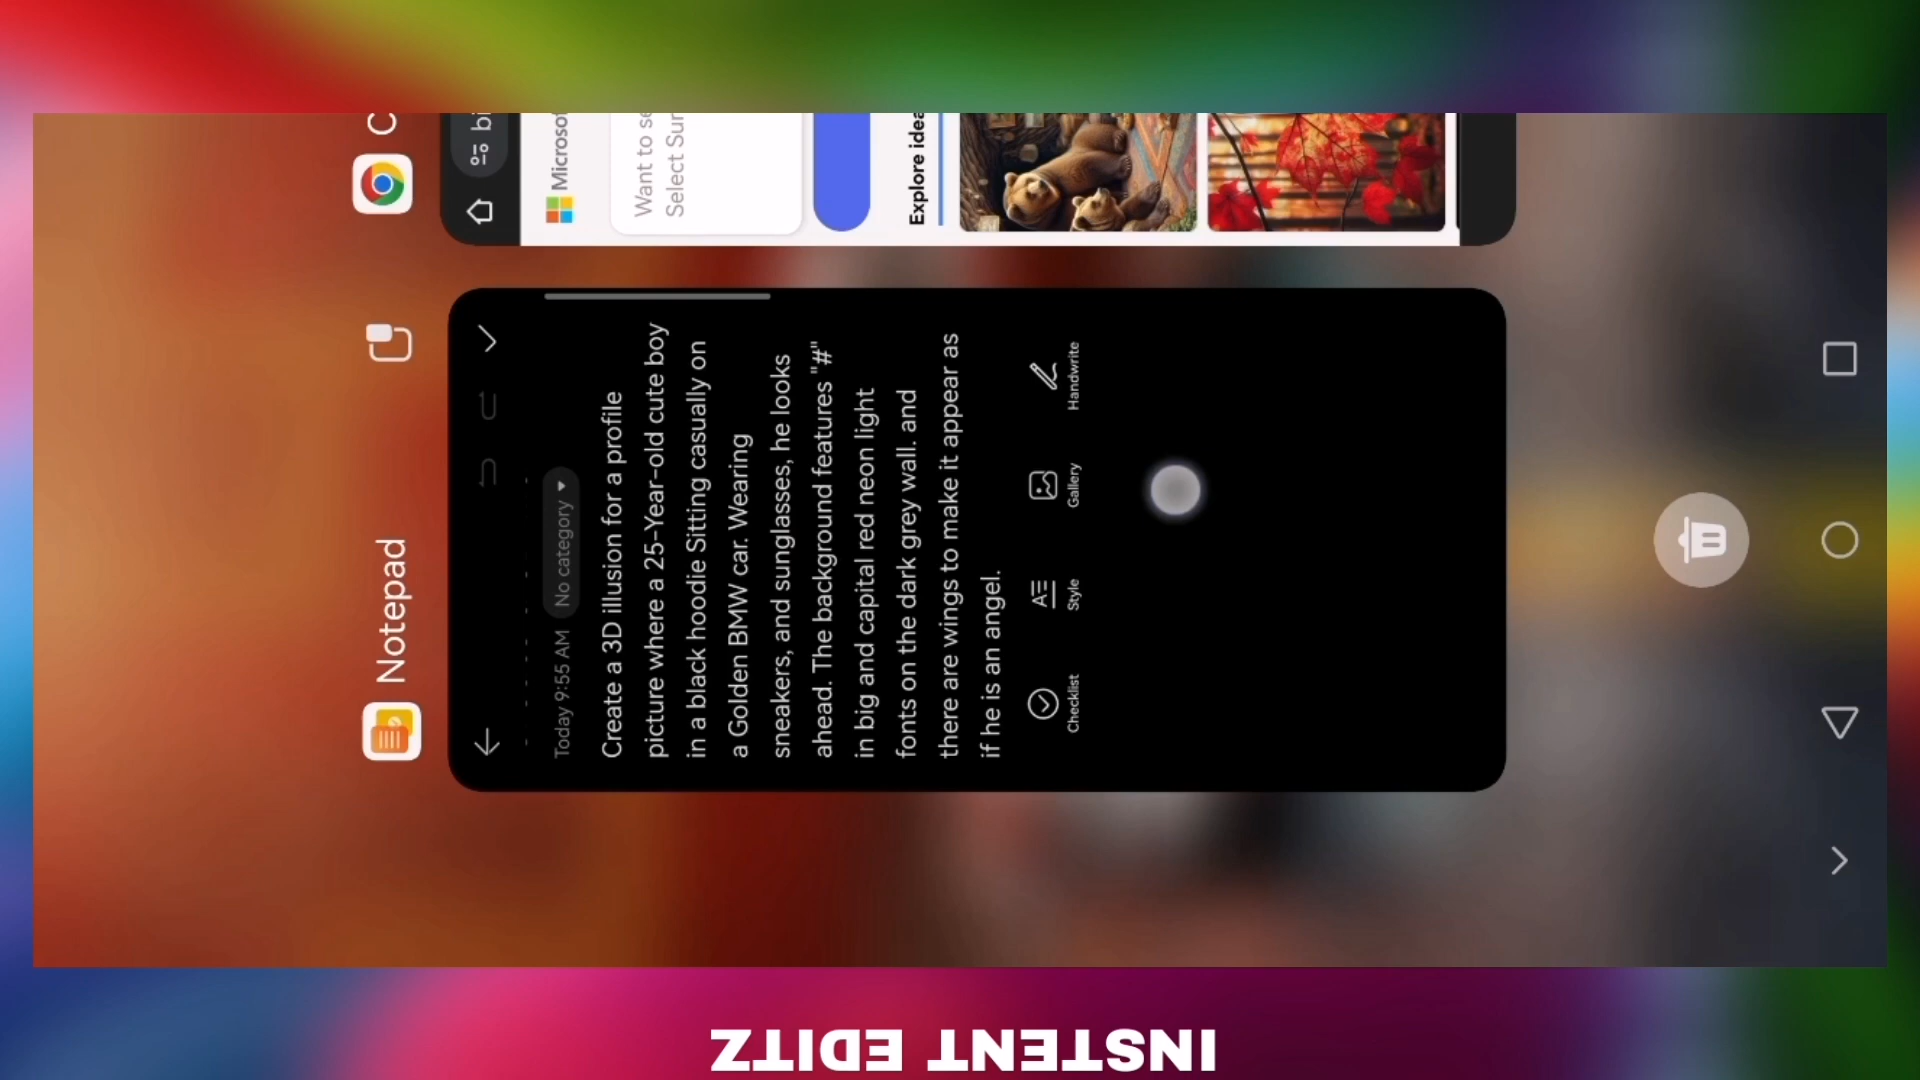 Notepad
Today 9:55 AM No category
Create a 3D illusion for a profile
picture where a 25-Year-old cute boy
in a black hoodie Sitting casually on
a Golden BMW car. Wearing
sneakers, and sunglasses, he looks
ahead. The background features "#"
in big and capital red neon light
fonts on the dark grey wall. and
there are wings to make it appear as
if he is an angel.
Checklist
Style
Gallery
Handwrite
C
bi
Microsof
Want to se
Select Sur
Explore idea
INSTENT EDITZ